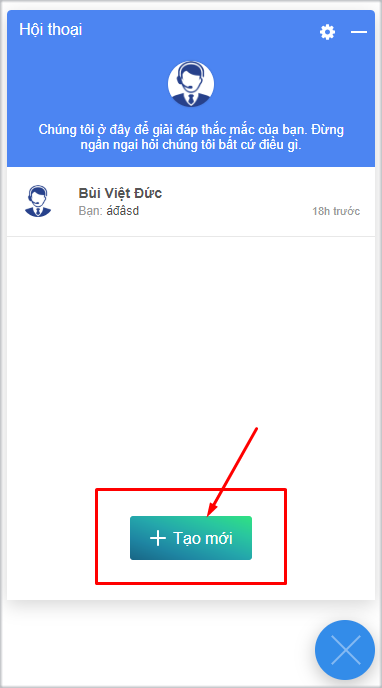 Hội thoại
Chúng tôi ở đây để giải đáp thắc mắc của bạn. Đừng
ngần ngại hỏi chúng tôi bất cứ điều gì.
Bùi Việt Đức
Bạn: áđâsd
18h trước
Tạo mới